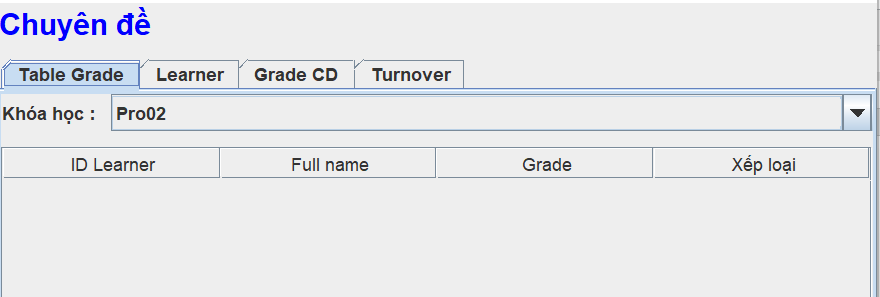 Chuyên đề
Table Grade Learner Grade CD Turnover
Khóa học : Pro02
ID Learner Full name Grade Xếp loại